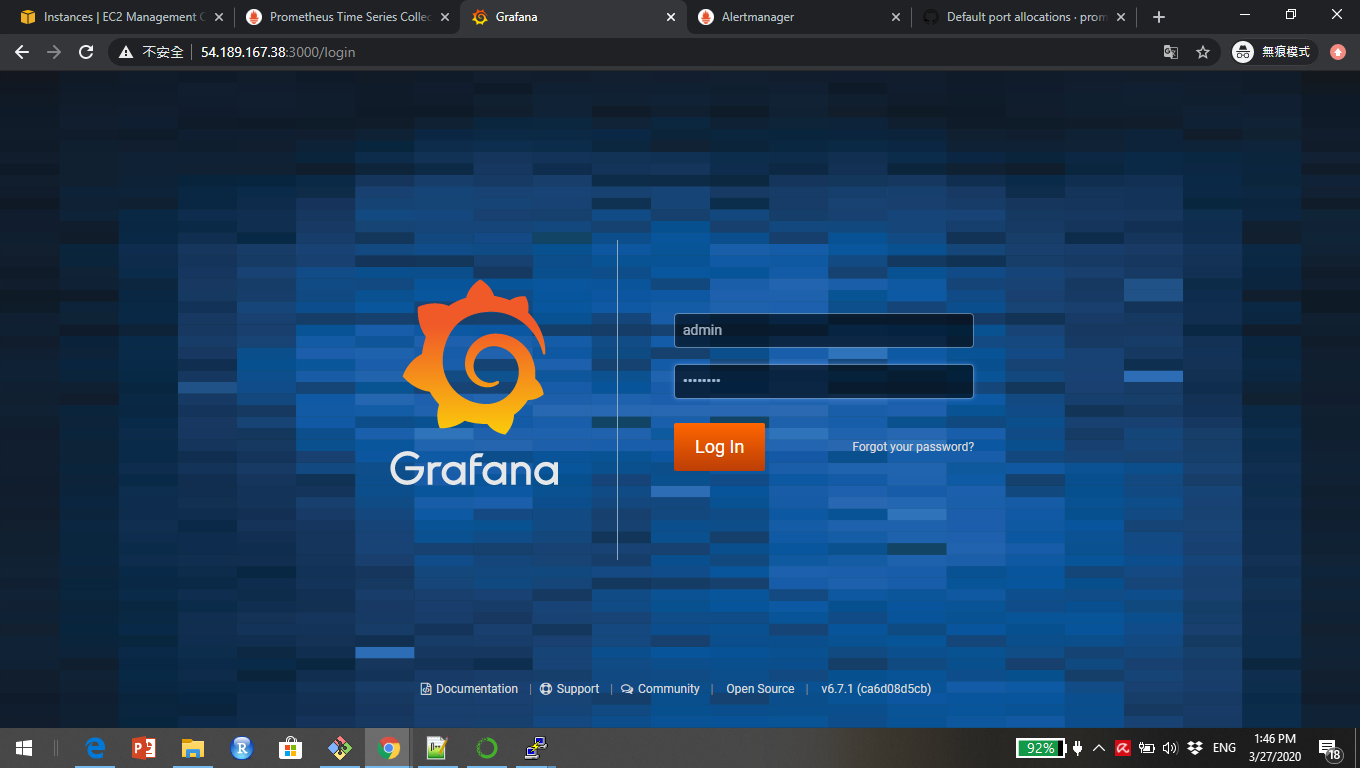 Instances | EC2 Management C
Prometheus Time Series Collec
Grafana
Alertmanager
Default port allocations · prom
不安全
54.189.167.38:3000/login
無痕模式
Grafana
admin
••••••••
Log In
Forgot your password?
Documentation | Support | Community | Open Source | v6.7.1 (ca6d08d5cb)
92%
ENG
1:46 PM
3/27/2020
18